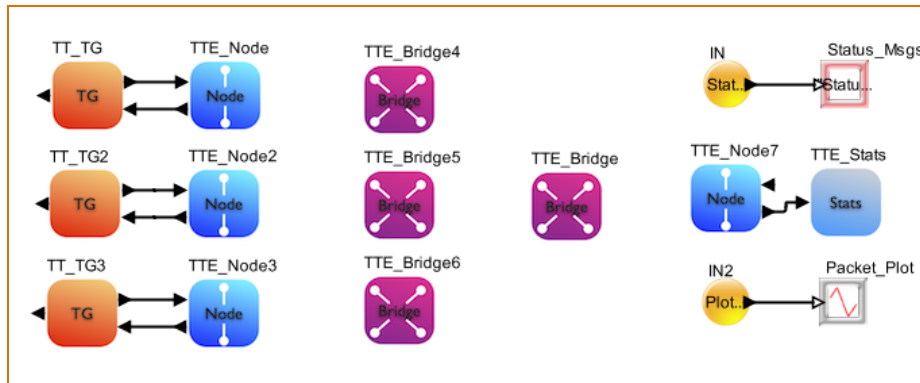 TT_TG TTE_Node TTE_Bridge4 IN Status_Msgs
TG Node Bridge Stat.. "Statu...
TT_TG2 TTE_Node2 TTE_Bridge5 TTE_Bridge TTE_Node7 TTE_Stats
TG Node Bridge Bridge Node Stats
TT_TG3 TTE_Node3 TTE_Bridge6 IN2 Packet_Plot
TG Node Bridge Plot..